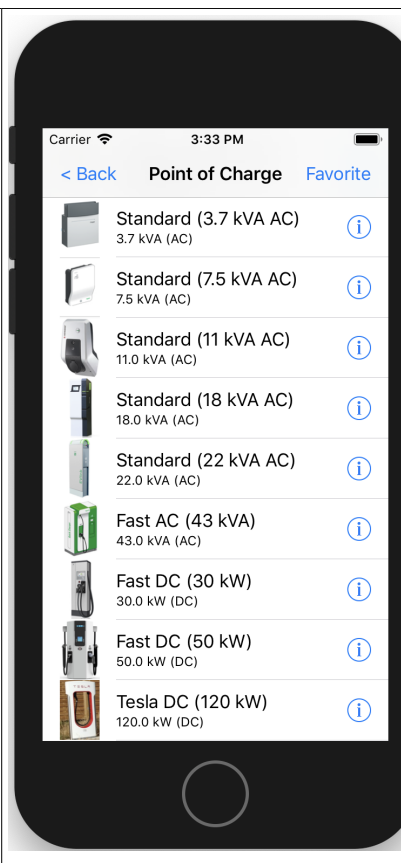 Carrier 3:33 PM
< Back Point of Charge Favorite
Standard (3.7 kVA AC)
3.7 kVA (AC)
Standard (7.5 kVA AC)
7.5 kVA (AC)
Standard (11 kVA AC)
11.0 kVA (AC)
Standard (18 kVA AC)
18.0 kVA (AC)
Standard (22 kVA AC)
22.0 kVA (AC)
Fast AC (43 kVA)
43.0 kVA (AC)
Fast DC (30 kW)
30.0 kW (DC)
Fast DC (50 kW)
50.0 kW (DC)
TESLA
Tesla DC (120 kW)
120.0 kW (DC)